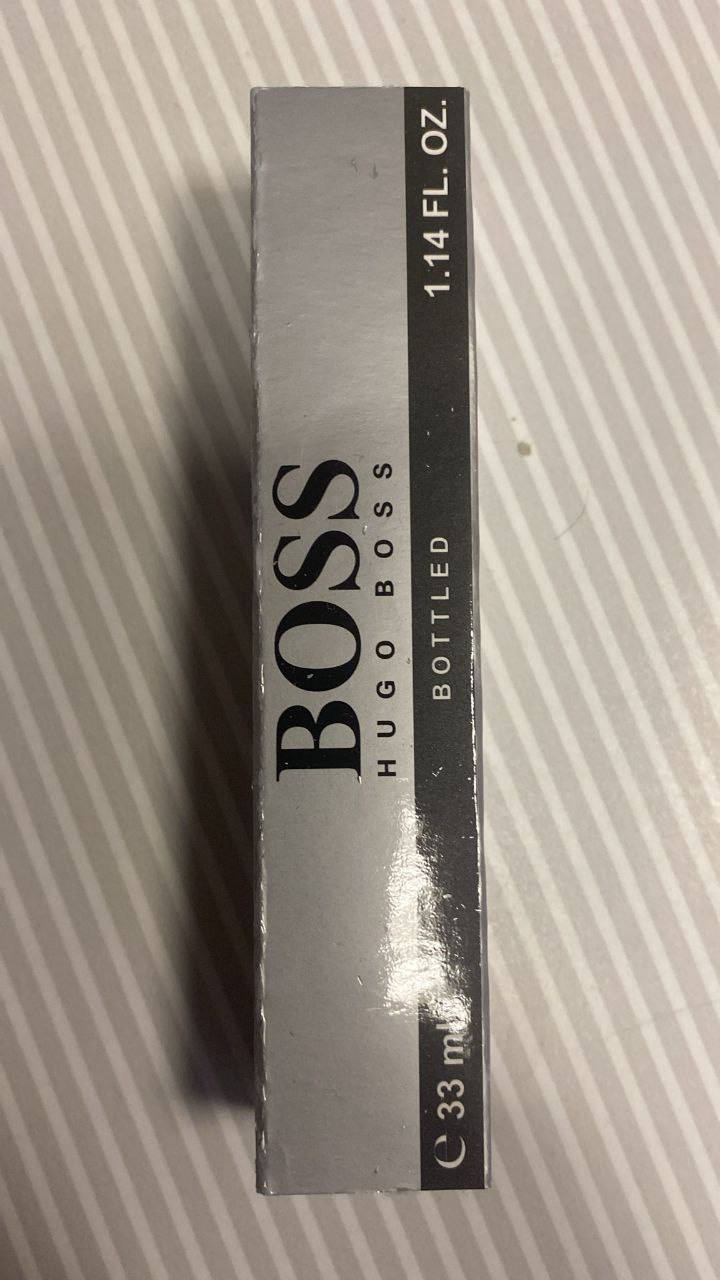 BOSS
HUGO BOSS
BOTTLED
℮ 33 ml
1.14 FL. OZ.